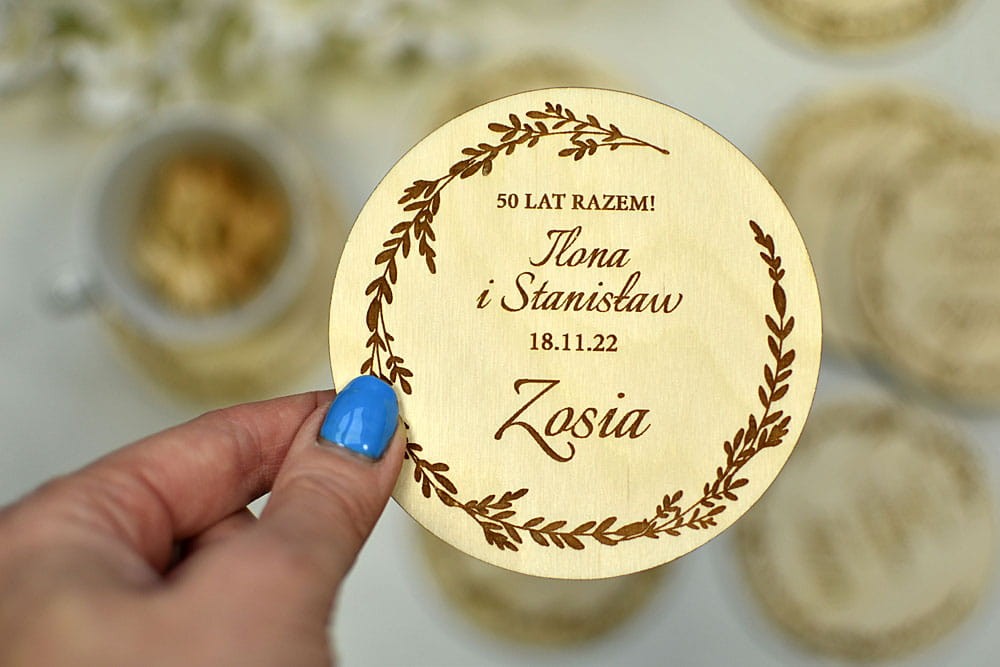 50 LAT RAZEM!
Ilona
i Stanisław
18.11.22
Zosia